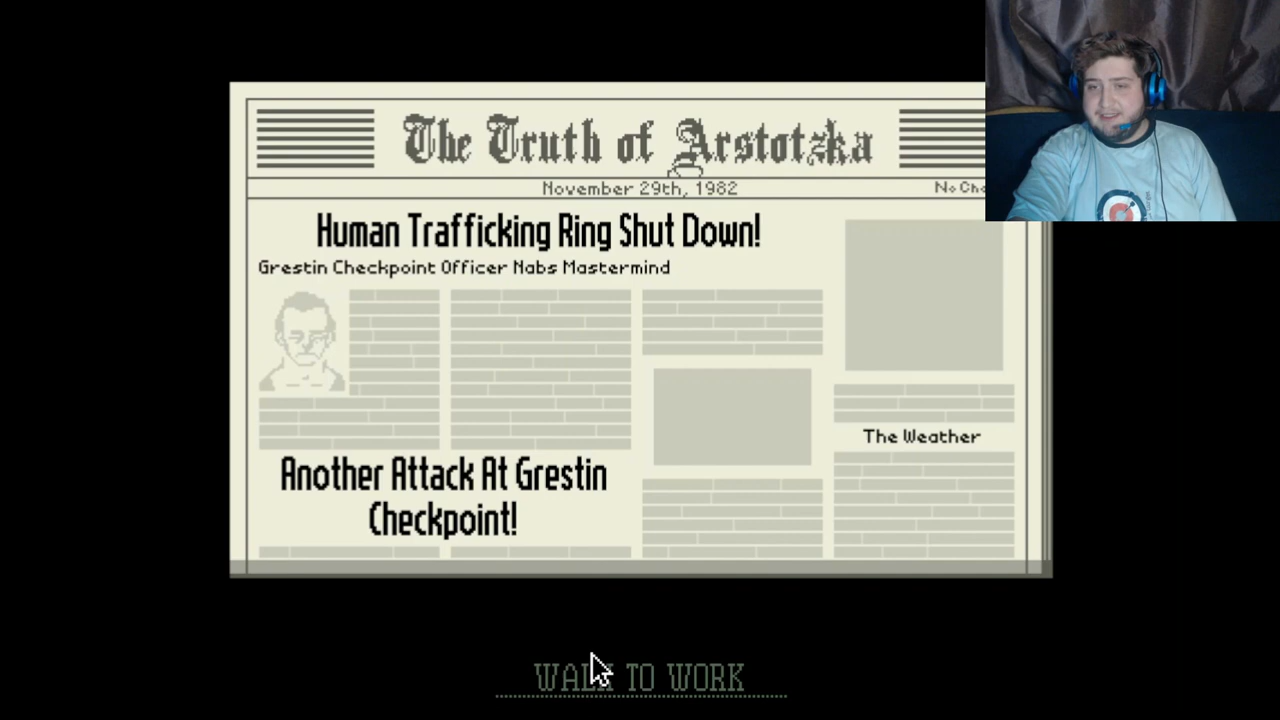 The Truth of Arstotzka
November 29th, 1982
Human Trafficking Ring Shut Down!
Grestin Checkpoint Officer Nabs Mastermind
The Weather
Another Attack At Grestin
Checkpoint!
WALK TO WORK